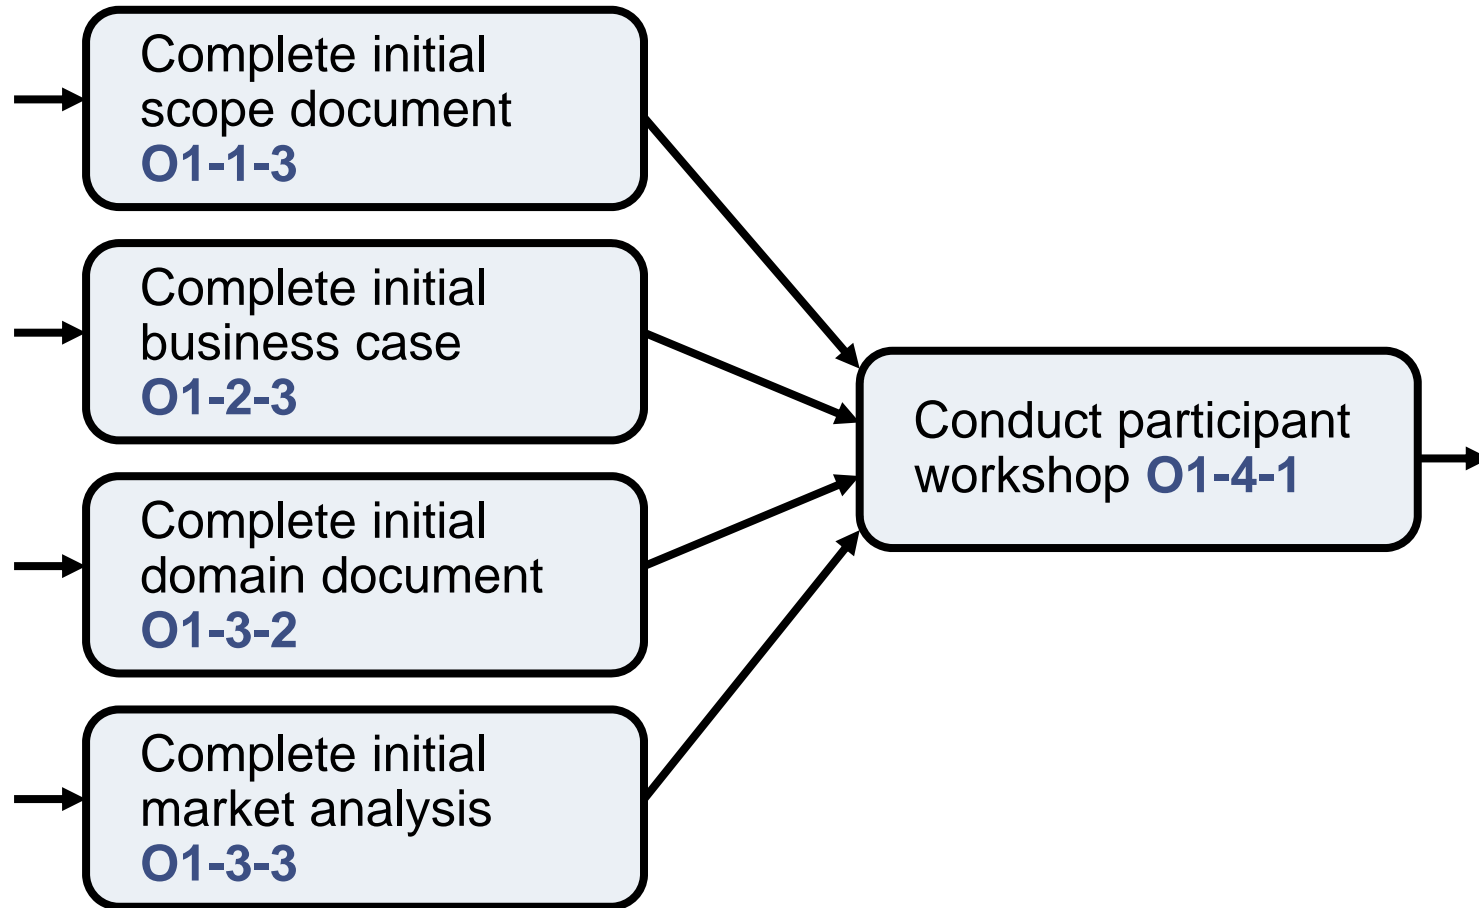 Complete initial
scope document
O1-1-3
Complete initial
business case
O1-2-3
Complete initial
domain document
O1-3-2
Complete initial
market analysis
O1-3-3
Conduct participant
workshop O1-4-1